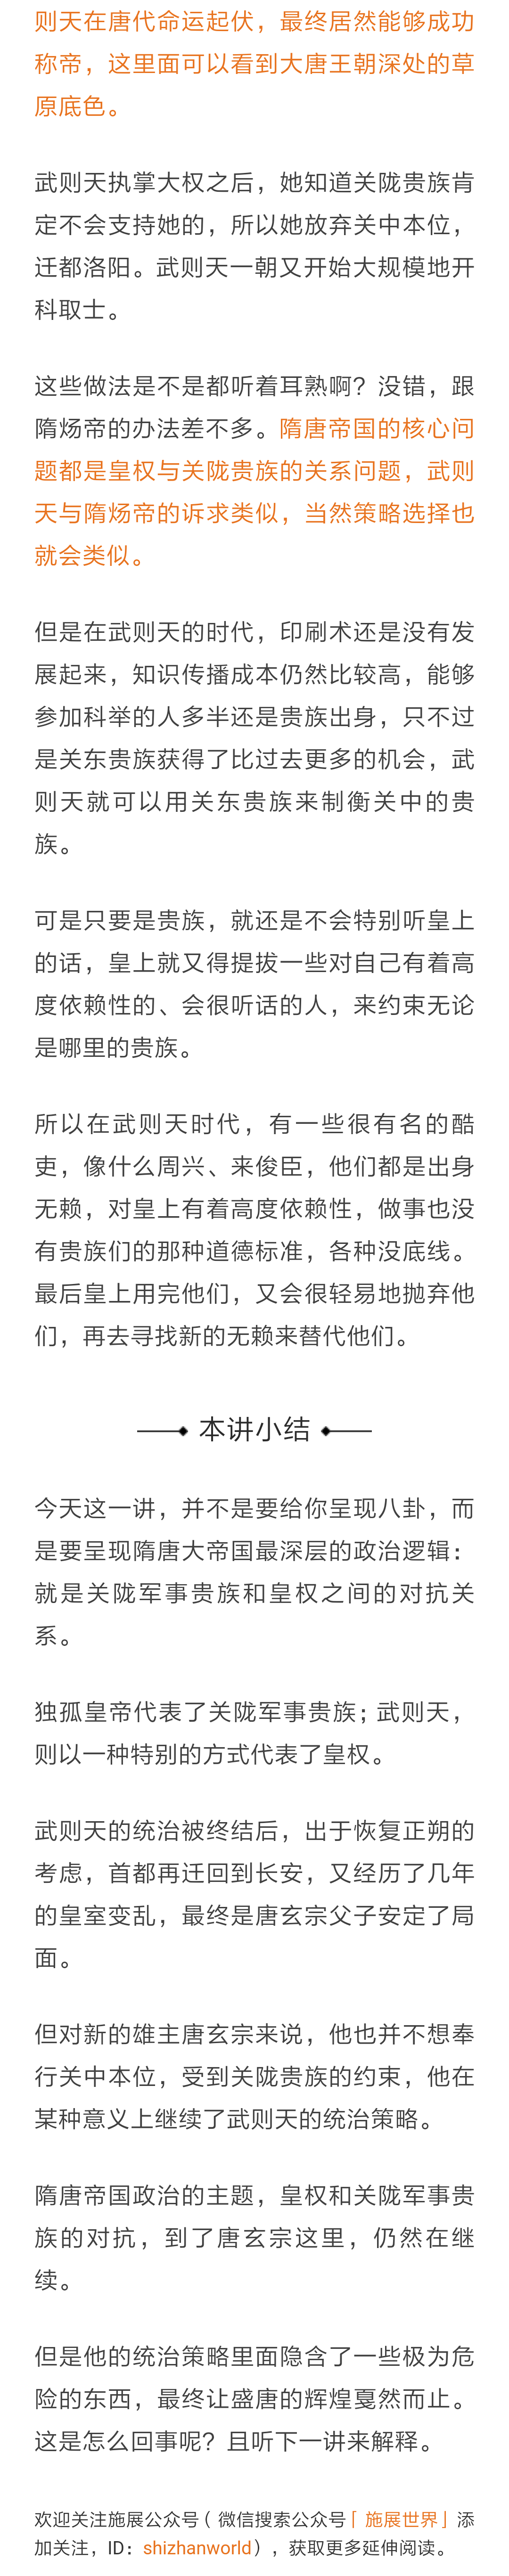 则天在唐代命运起伏，最终居然能够成功
称帝，这里面可以看到大唐王朝深处的草
原底色。
武则天执掌大权之后，她知道关陇贵族肯
定不会支持她的，所以她放弃关中本位，
迁都洛阳。武则天一朝又开始大规模地开
科取士。
这些做法是不是都听着耳熟啊？没错，跟
隋炀帝的办法差不多。隋唐帝国的核心问
题都是皇权与关陇贵族的关系问题，武则
天与隋炀帝的诉求类似，当然策略选择也
就会类似。
但是在武则天的时代，印刷术还是没有发
展起来，知识传播成本仍然比较高，能够
参加科举的人多半还是贵族出身，只不过
是关东贵族获得了比过去更多的机会，武
则天就可以用关东贵族来制衡关中的贵
族。
可是只要是贵族，就还是不会特别听皇上
的话，皇上就又得提拔一些对自己有着高
度依赖性的、会很听话的人，来约束无论
是哪里的贵族。
所以在武则天时代，有一些很有名的酷
吏，像什么周兴、来俊臣，他们都是出身
无赖，对皇上有着高度依赖性，做事也没
有贵族们的那种道德标准，各种没底线。
最后皇上用完他们，又会很轻易地抛弃他
们，再去寻找新的无赖来替代他们。
本讲小结
今天这一讲，并不是要给你呈现八卦，而
是要呈现隋唐大帝国最深层的政治逻辑：
就是关陇军事贵族和皇权之间的对抗关
系。
独孤皇帝代表了关陇军事贵族；武则天，
则以一种特别的方式代表了皇权。
武则天的统治被终结后，出于恢复正朔的
考虑，首都再迁回到长安，又经历了几年
的皇室变乱，最终是唐玄宗父子安定了局
面。
但对新的雄主唐玄宗来说，他也并不想奉
行关中本位，受到关陇贵族的约束，他在
某种意义上继续了武则天的统治策略。
隋唐帝国政治的主题，皇权和关陇军事贵
族的对抗，到了唐玄宗这里，仍然在继
续。
但是他的统治策略里面隐含了一些极为危
险的东西，最终让盛唐的辉煌戛然而止。
这是怎么回事呢？且听下一讲来解释。
欢迎关注施展公众号（微信搜索公众号「施展世界」添
加关注，ID：shizhanworld），获取更多延伸阅读。